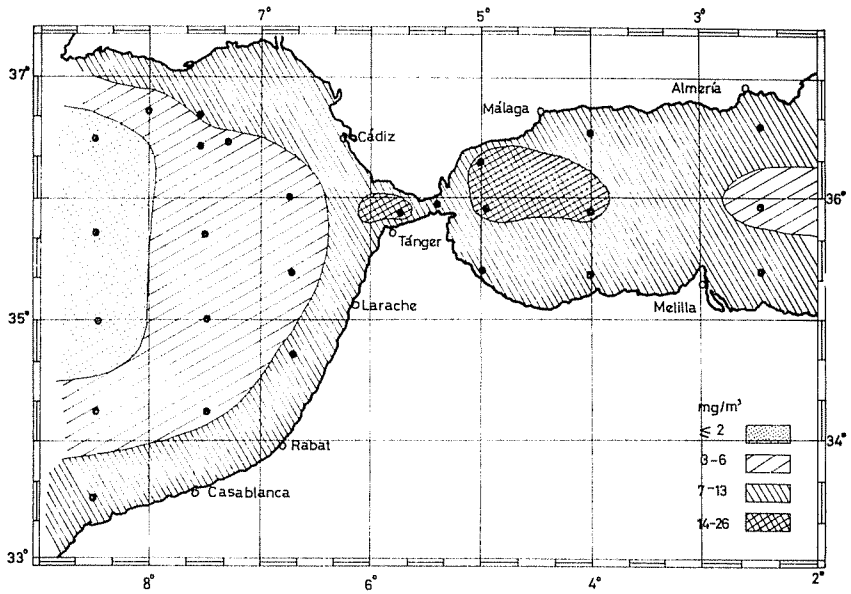 7°
5°
3°
37°
Almería
Málaga
Cádiz
36°
Tánger
Larache
Melilla
35°
mg/m³
≤ 2
3-6
Rabat
34°
7-13
Casablanca
14-26
33°
8°
6°
4°
2°